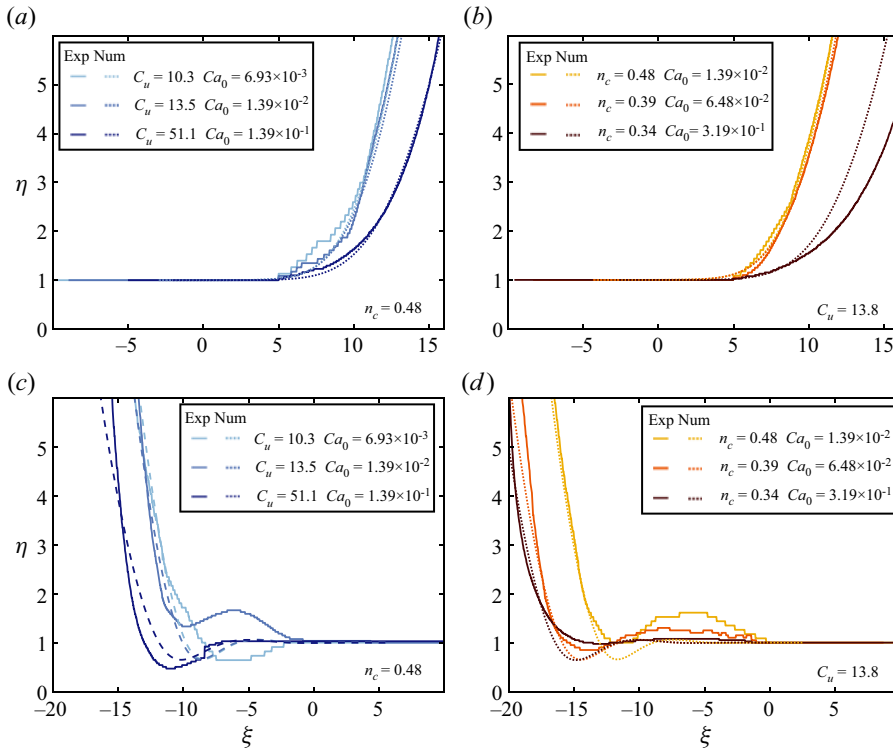 (a)
Exp Num
C_u = 10.3 Ca_0 = 6.93×10^-3
C_u = 13.5 Ca_0 = 1.39×10^-2
C_u = 51.1 Ca_0 = 1.39×10^-1
5
4
η 3
2
1
0
n_c = 0.48
−5 0 5 10 15
(b)
Exp Num
n_c = 0.48 Ca_0 = 1.39×10^-2
n_c = 0.39 Ca_0 = 6.48×10^-2
n_c = 0.34 Ca_0 = 3.19×10^-1
5
4
3
2
1
0
C_u = 13.8
−5 0 5 10 15
(c)
Exp Num
C_u = 10.3 Ca_0 = 6.93×10^-3
C_u = 13.5 Ca_0 = 1.39×10^-2
C_u = 51.1 Ca_0 = 1.39×10^-1
5
4
η 3
2
1
0
n_c = 0.48
−20 −15 −10 −5 0 5
ξ
(d)
Exp Num
n_c = 0.48 Ca_0 = 1.39×10^-2
n_c = 0.39 Ca_0 = 6.48×10^-2
n_c = 0.34 Ca_0 = 3.19×10^-1
5
4
3
2
1
0
C_u = 13.8
−20 −15 −10 −5 0 5
ξ